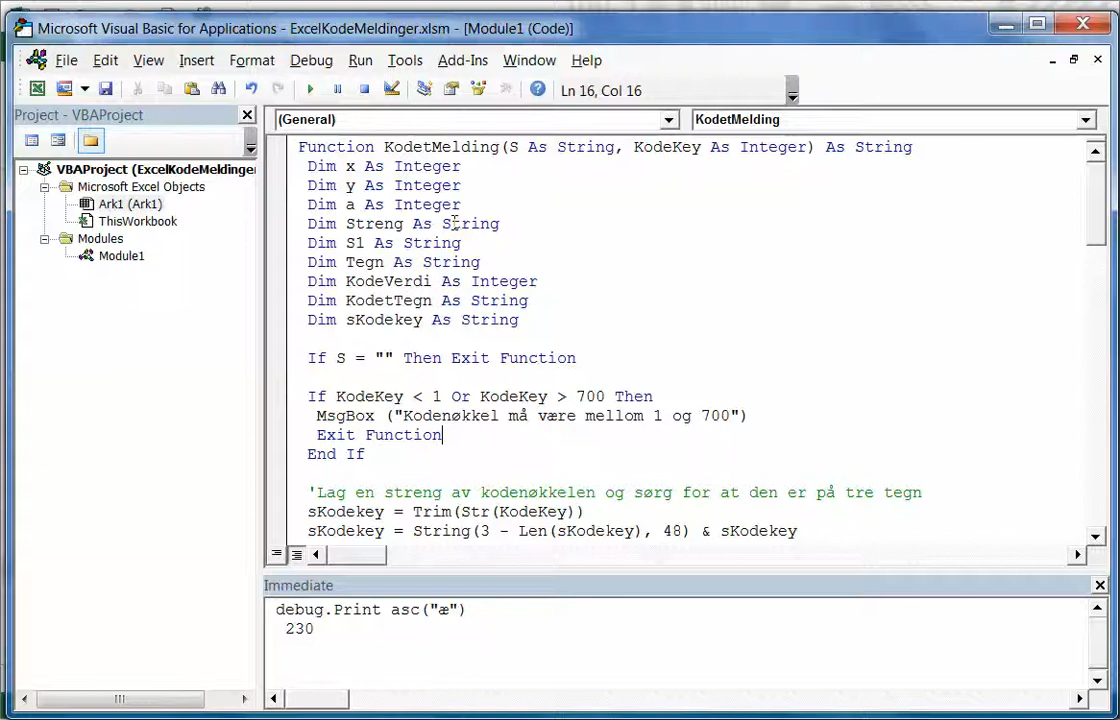 Microsoft Visual Basic for Applications - ExcelKodeMeldinger.xlsm - [Module1 (Code)]
File Edit View Insert Format Debug Run Tools Add-Ins Window Help
Ln 16, Col 16
Project - VBAProject
(General)
KodetMelding
VBAProject (ExcelKodeMeldinger
Microsoft Excel Objects
Ark1 (Ark1)
ThisWorkbook
Modules
Module1
Function KodetMelding(S As String, KodeKey As Integer) As String
Dim x As Integer
Dim y As Integer
Dim a As Integer
Dim Streng As String
Dim S1 As String
Dim Tegn As String
Dim KodeVerdi As Integer
Dim KodetTegn As String
Dim sKodekey As String
If S = "" Then Exit Function
If KodeKey < 1 Or KodeKey > 700 Then
MsgBox ("Kodenøkkel må være mellom 1 og 700")
Exit Function
End If
'Lag en streng av kodenøkkelen og sørg for at den er på tre tegn
sKodekey = Trim(Str(KodeKey))
sKodekey = String(3 - Len(sKodekey), 48) & sKodekey
Immediate
debug.Print asc("æ")
230